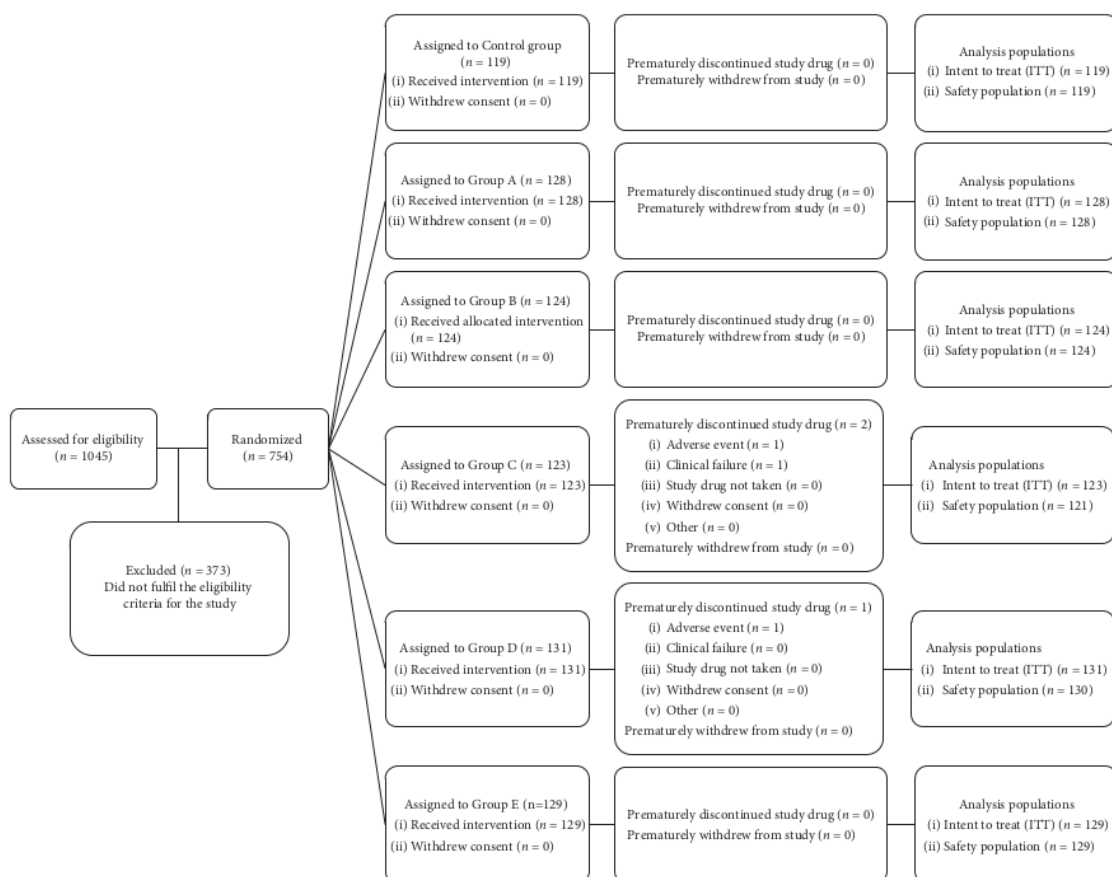 Assessed for eligibility
(n = 1045)
Excluded (n = 373)
Did not fulfil the eligibility
criteria for the study
Randomized
(n = 754)
Assigned to Control group
(n = 119)
(i) Received intervention (n = 119)
(ii) Withdrew consent (n = 0)
Prematurely discontinued study drug (n = 0)
Prematurely withdrew from study (n = 0)
Analysis populations
(i) Intent to treat (ITT) (n = 119)
(ii) Safety population (n = 119)
Assigned to Group A (n = 128)
(i) Received intervention (n = 128)
(ii) Withdrew consent (n = 0)
Prematurely discontinued study drug (n = 0)
Prematurely withdrew from study (n = 0)
Analysis populations
(i) Intent to treat (ITT) (n = 128)
(ii) Safety population (n = 128)
Assigned to Group B (n = 124)
(i) Received allocated intervention
(n = 124)
(ii) Withdrew consent (n = 0)
Prematurely discontinued study drug (n = 0)
Prematurely withdrew from study (n = 0)
Analysis populations
(i) Intent to treat (ITT) (n = 124)
(ii) Safety population (n = 124)
Assigned to Group C (n = 123)
(i) Received intervention (n = 123)
(ii) Withdrew consent (n = 0)
Prematurely discontinued study drug (n = 2)
(i) Adverse event (n = 1)
(ii) Clinical failure (n = 1)
(iii) Study drug not taken (n = 0)
(iv) Withdrew consent (n = 0)
(v) Other (n = 0)
Prematurely withdrew from study (n = 0)
Analysis populations
(i) Intent to treat (ITT) (n = 123)
(ii) Safety population (n = 121)
Assigned to Group D (n = 131)
(i) Received intervention (n = 131)
(ii) Withdrew consent (n = 0)
Prematurely discontinued study drug (n = 1)
(i) Adverse event (n = 1)
(ii) Clinical failure (n = 0)
(iii) Study drug not taken (n = 0)
(iv) Withdrew consent (n = 0)
(v) Other (n = 0)
Prematurely withdrew from study (n = 0)
Analysis populations
(i) Intent to treat (ITT) (n = 131)
(ii) Safety population (n = 130)
Assigned to Group E (n=129)
(i) Received intervention (n = 129)
(ii) Withdrew consent (n = 0)
Prematurely discontinued study drug (n = 0)
Prematurely withdrew from study (n = 0)
Analysis populations
(i) Intent to treat (ITT) (n = 129)
(ii) Safety population (n = 129)